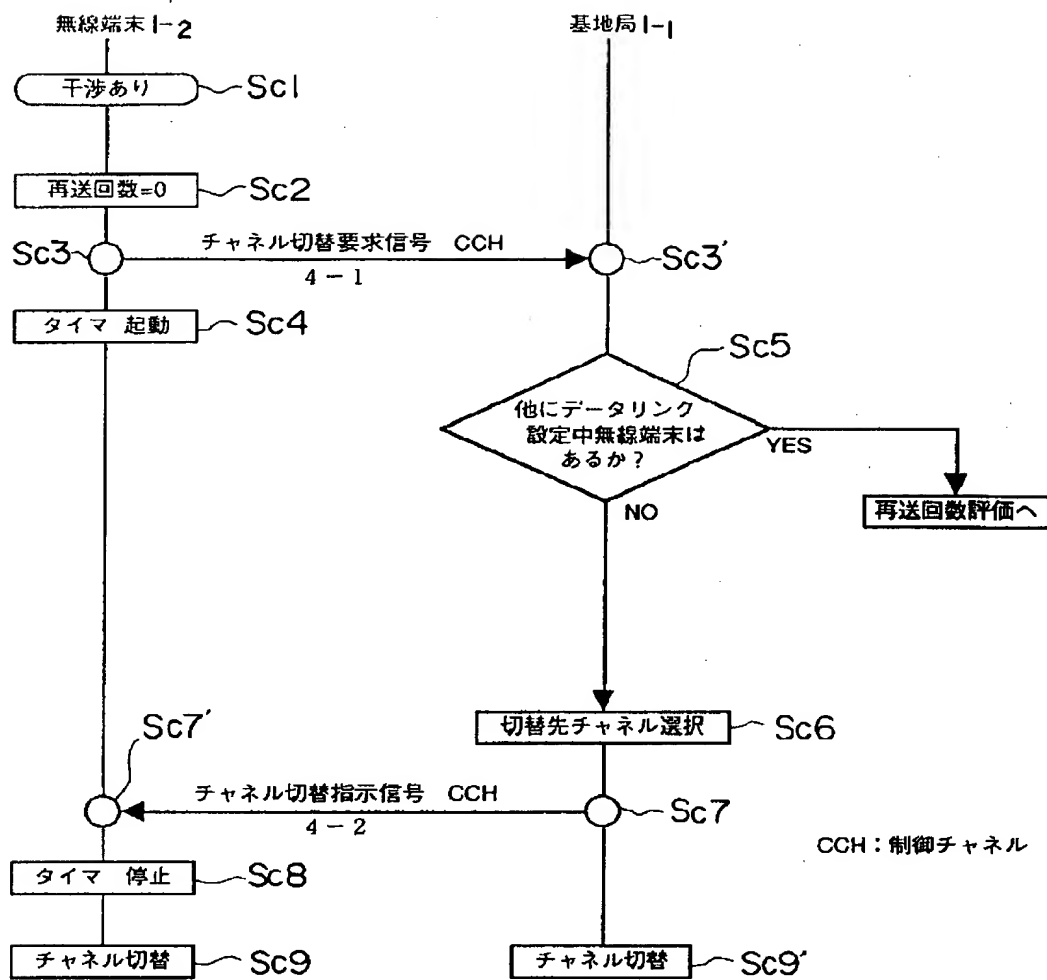 無線端末1-2
基地局1-1
干渉あり
Sc1
再送回数=0
Sc2
Sc3
チャネル切替要求信号 CCH
4-1
Sc3'
タイマ 起動
Sc4
Sc5
他にデータリンク
設定中無線端末は
あるか?
YES
NO
再送回数評価へ
切替先チャネル選択
Sc6
Sc7'
チャネル切替指示信号 CCH
4-2
Sc7
CCH:制御チャネル
タイマ 停止
Sc8
チャネル切替
Sc9
チャネル切替
Sc9'